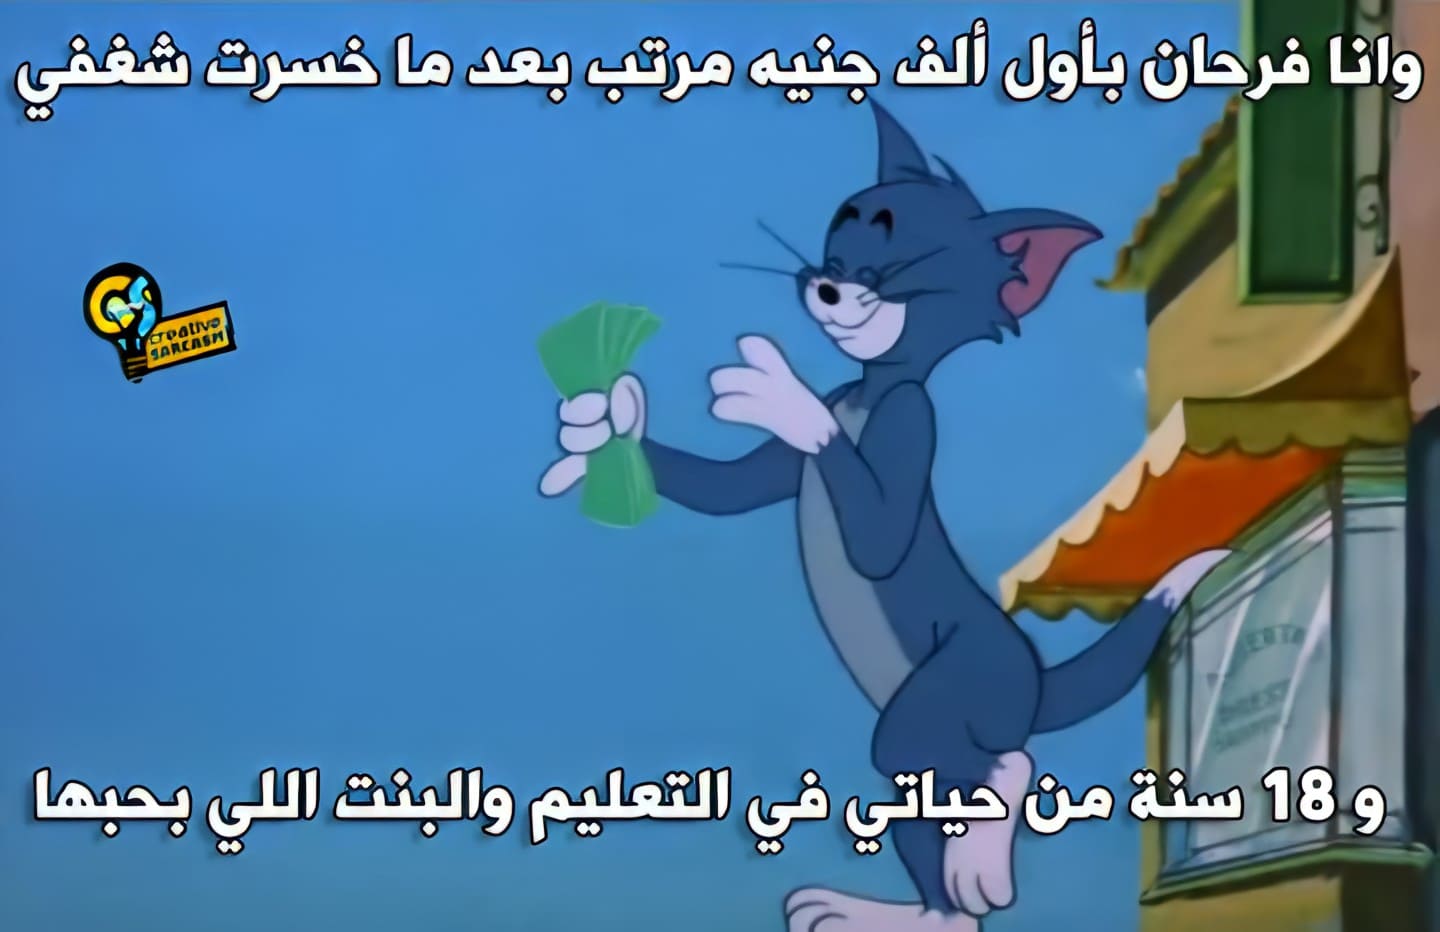 وانا فرحان بأول ألف جنيه مرتب بعد ما خسرت شغفي
creative
SARCASM
و 18 سنة من حياتي في التعليم والبنت اللي بحبها